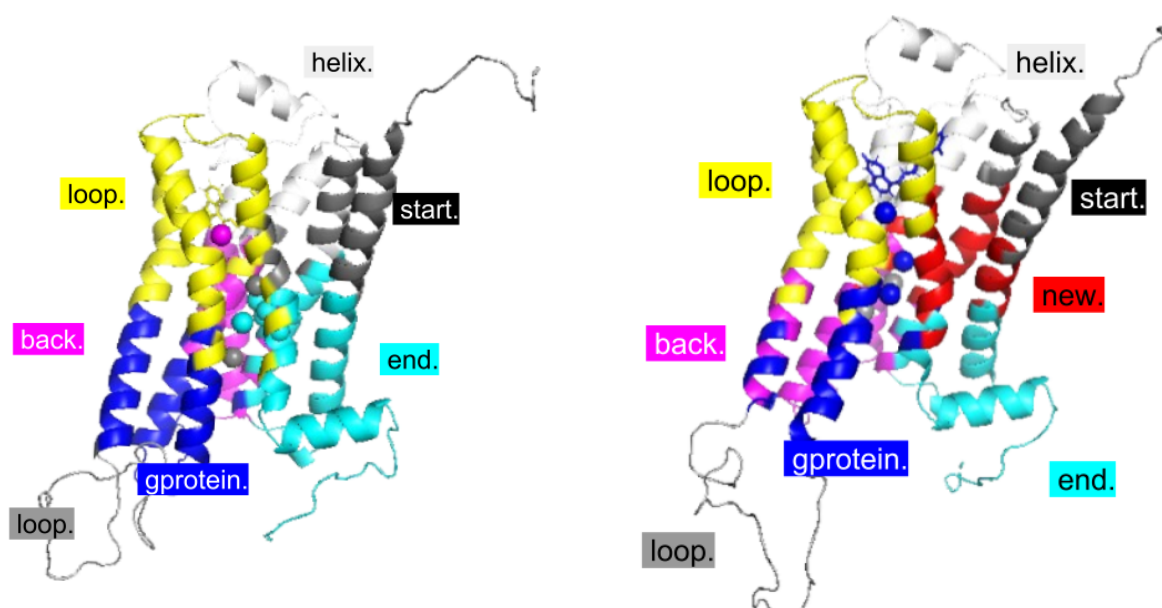 helix.
loop.
start.
back.
end.
gprotein.
loop.
helix.
loop.
start.
new.
back.
gprotein.
end.
loop.